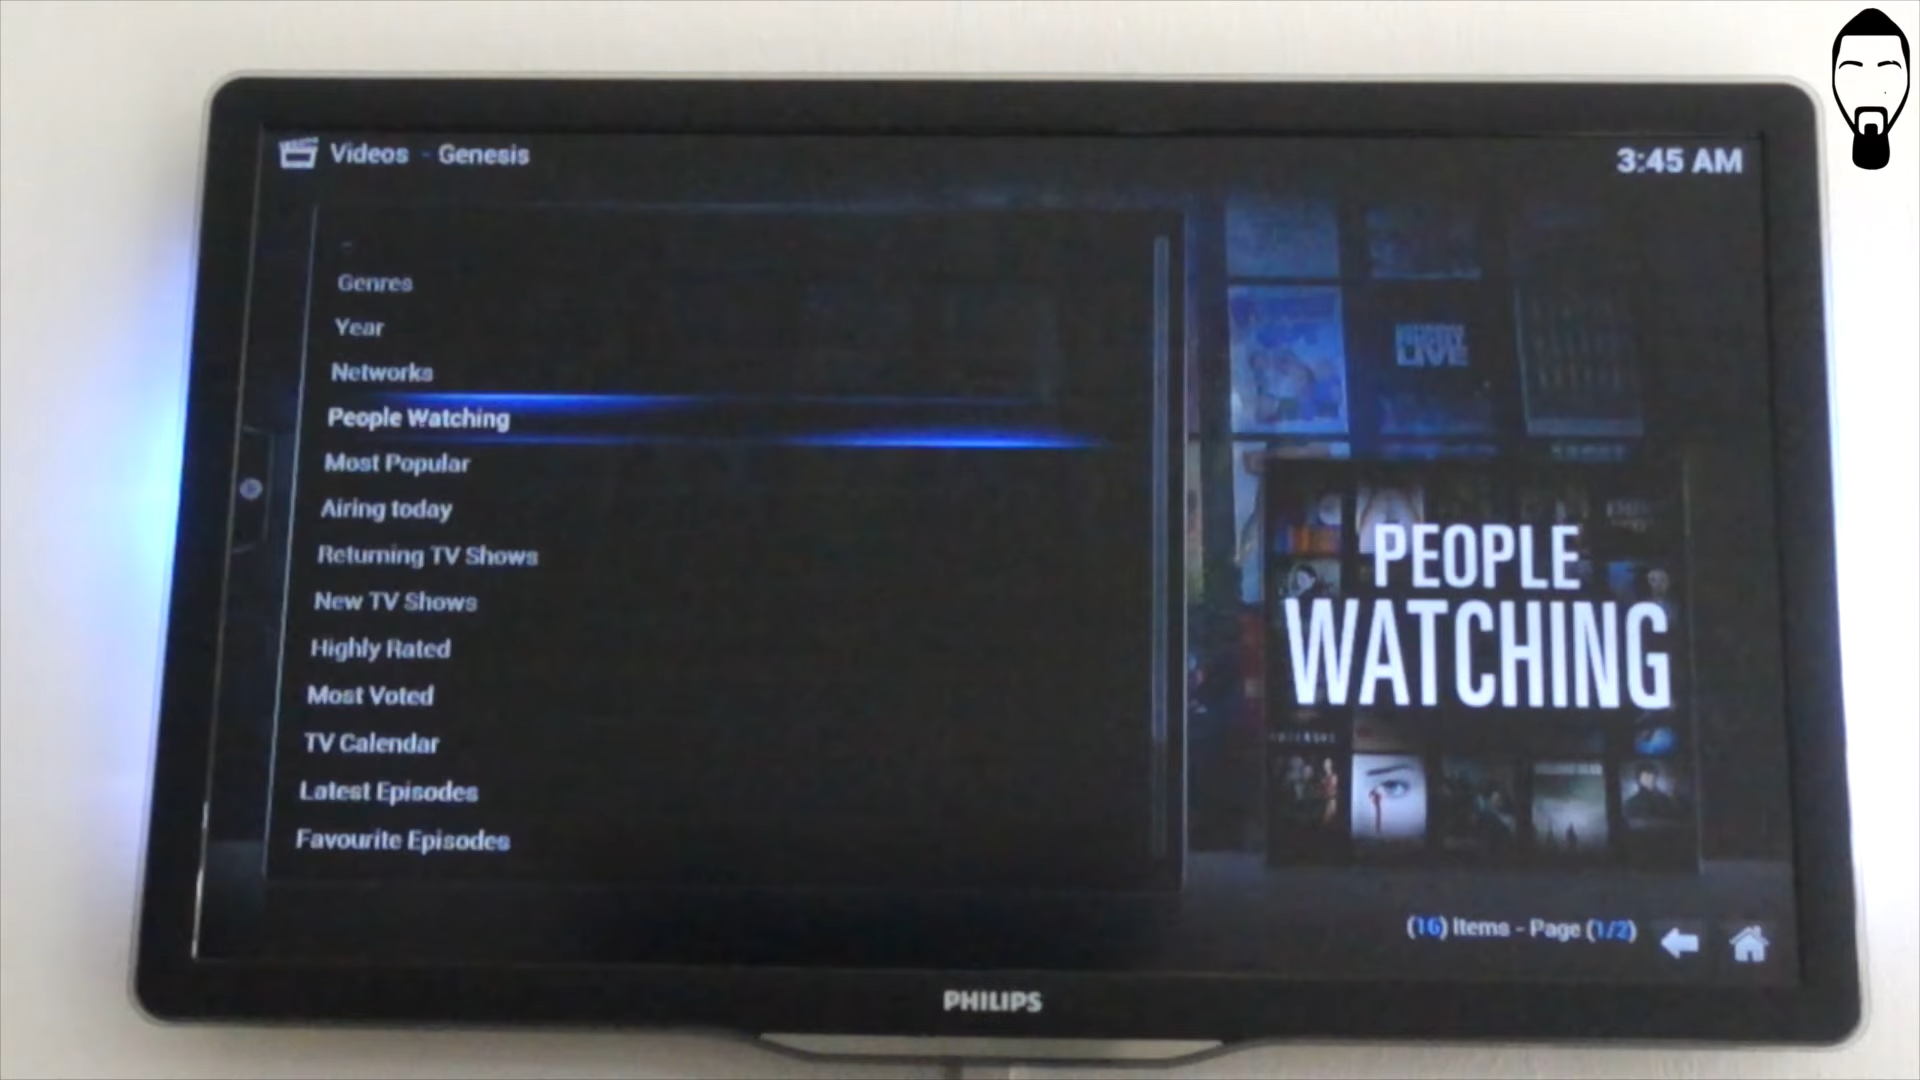 Videos - Genesis
3:45 AM
Genres
Year
Networks
People Watching
Most Popular
Airing today
Returning TV Shows
New TV Shows
Highly Rated
Most Voted
TV Calendar
Latest Episodes
Favourite Episodes
LIVE
PEOPLE
WATCHING
(16) Items - Page (1/2)
PHILIPS